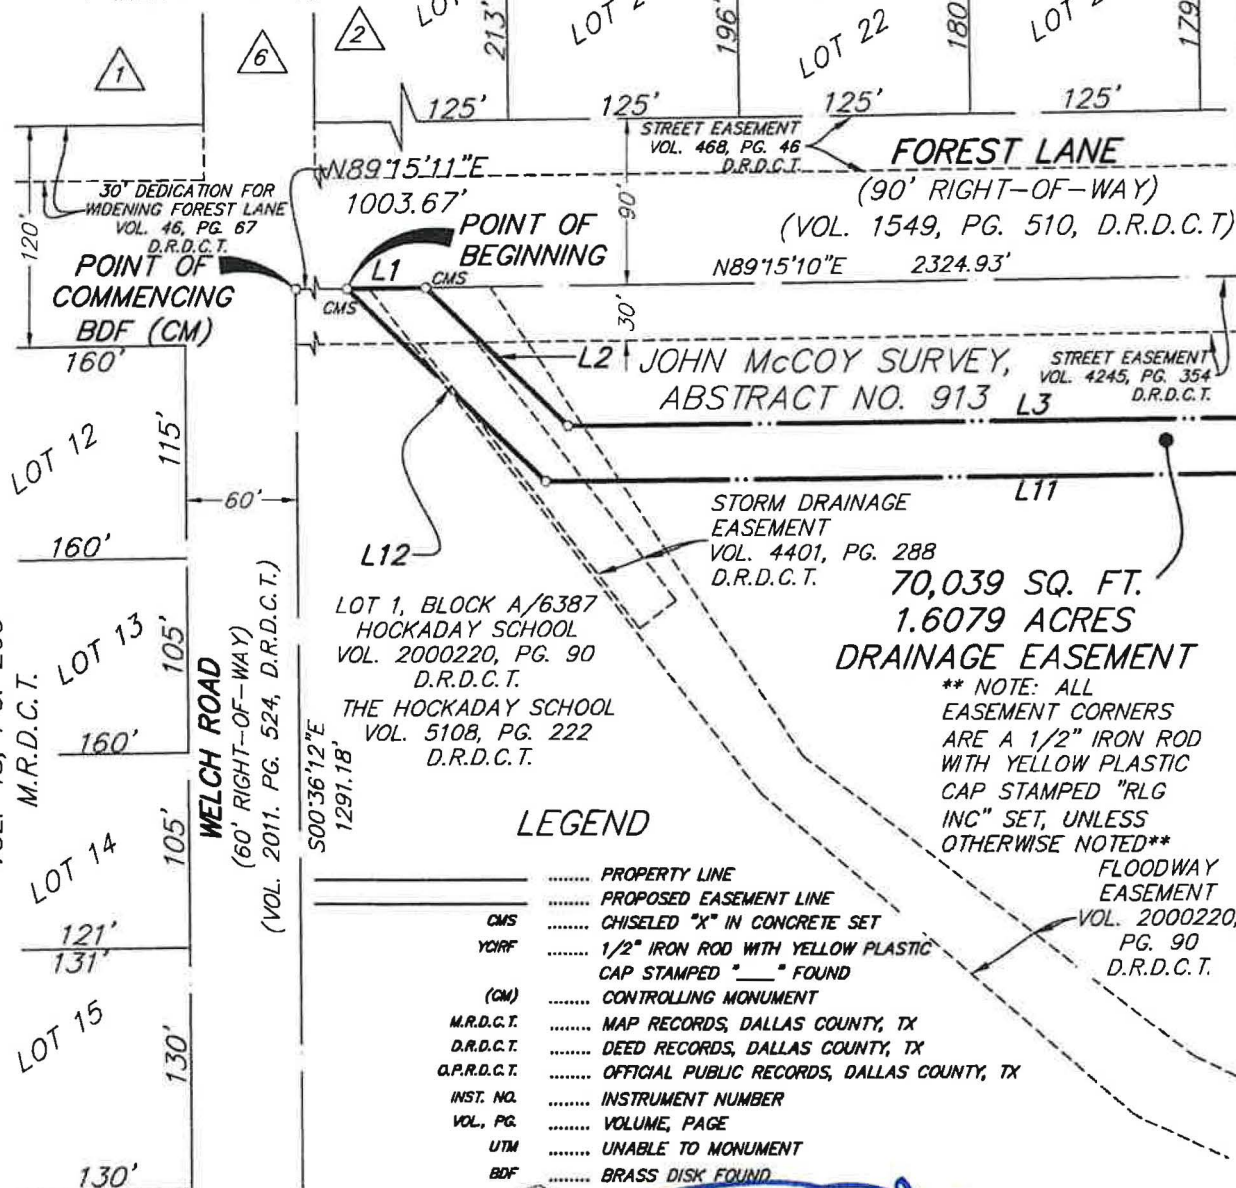 1
6
2
LOT 22
213'
196'
180'
179'
125'
125'
125'
125'
STREET EASEMENT
VOL. 468, PG. 46
D.R.D.C.T.
FOREST LANE
(90' RIGHT-OF-WAY)
(VOL. 1549, PG. 510, D.R.D.C.T)
N89°15'11"E
1003.67'
30' DEDICATION FOR
WIDENING FOREST LANE
VOL. 46, PG. 67
D.R.D.C.T.
120'
90'
POINT OF
BEGINNING
POINT OF
COMMENCING
BDF (CM)
L1
CMS
CMS
N89°15'10"E 2324.93'
30'
L2
JOHN McCOY SURVEY,
ABSTRACT NO. 913
STREET EASEMENT
VOL. 4245, PG. 354
D.R.D.C.T.
L3
L11
160'
LOT 12
115'
60'
160'
L12
STORM DRAINAGE
EASEMENT
VOL. 4401, PG. 288
D.R.D.C.T.
70,039 SQ. FT.
1.6079 ACRES
DRAINAGE EASEMENT
LOT 1, BLOCK A/6387
HOCKADAY SCHOOL
VOL. 2000220, PG. 90
D.R.D.C.T.
THE HOCKADAY SCHOOL
VOL. 5108, PG. 222
D.R.D.C.T.
** NOTE: ALL
EASEMENT CORNERS
ARE A 1/2" IRON ROD
WITH YELLOW PLASTIC
CAP STAMPED "RLG
INC" SET, UNLESS
OTHERWISE NOTED**
LOT 13
105'
160'
M.R.D.C.T.
WELCH ROAD
(60' RIGHT-OF-WAY)
(VOL. 2011. PG. 524, D.R.D.C.T.)
S00°36'12"E
1291.18'
LOT 14
105'
121'
131'
LOT 15
130'
130'
FLOODWAY
EASEMENT
VOL. 2000220,
PG. 90
D.R.D.C.T.
LEGEND
........ PROPERTY LINE
........ PROPOSED EASEMENT LINE
CMS ........ CHISELED "X" IN CONCRETE SET
YCIRF ........ 1/2" IRON ROD WITH YELLOW PLASTIC
CAP STAMPED "____" FOUND
(CM) ........ CONTROLLING MONUMENT
M.R.D.C.T. ........ MAP RECORDS, DALLAS COUNTY, TX
D.R.D.C.T. ........ DEED RECORDS, DALLAS COUNTY, TX
O.P.R.D.C.T. ........ OFFICIAL PUBLIC RECORDS, DALLAS COUNTY, TX
INST. NO. ........ INSTRUMENT NUMBER
VOL., PG. ........ VOLUME, PAGE
UTM ........ UNABLE TO MONUMENT
BDF ........ BRASS DISK FOUND